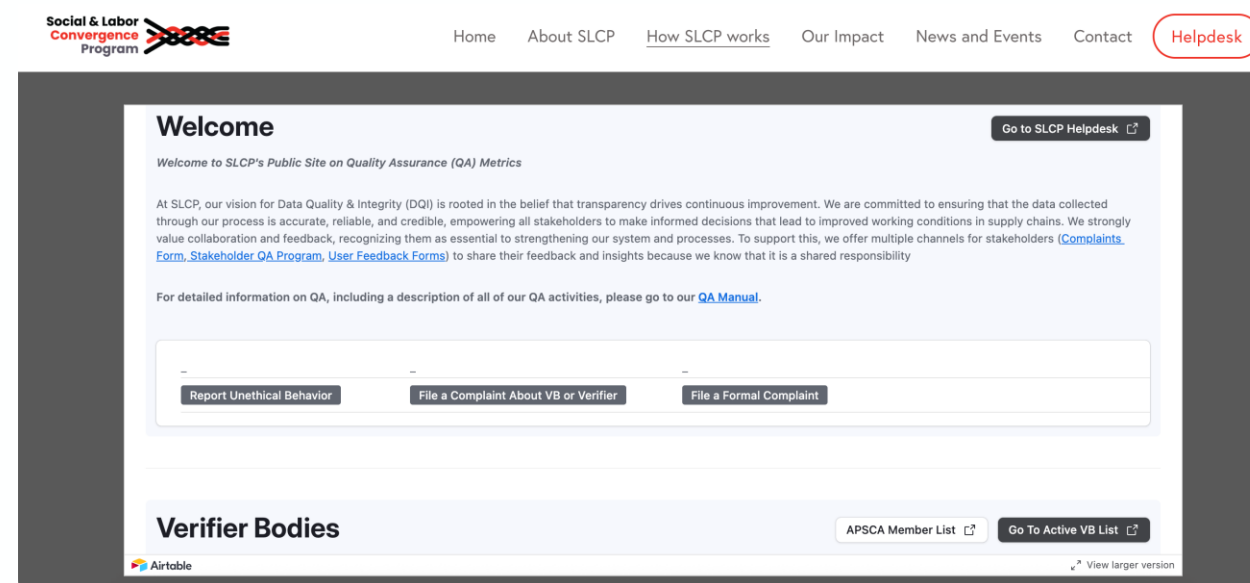 Social & Labor
Convergence
Program
Home About SLCP How SLCP works Our Impact News and Events Contact Helpdesk
Welcome
Go to SLCP Helpdesk
Welcome to SLCP's Public Site on Quality Assurance (QA) Metrics
At SLCP, our vision for Data Quality & Integrity (DQI) is rooted in the belief that transparency drives continuous improvement. We are committed to ensuring that the data collected
through our process is accurate, reliable, and credible, empowering all stakeholders to make informed decisions that lead to improved working conditions in supply chains. We strongly
value collaboration and feedback, recognizing them as essential to strengthening our system and processes. To support this, we offer multiple channels for stakeholders (Complaints
Form, Stakeholder QA Program, User Feedback Forms) to share their feedback and insights because we know that it is a shared responsibility
For detailed information on QA, including a description of all of our QA activities, please go to our QA Manual.
– – –
Report Unethical Behavior File a Complaint About VB or Verifier File a Formal Complaint
Verifier Bodies
APSCA Member List Go To Active VB List
Airtable View larger version